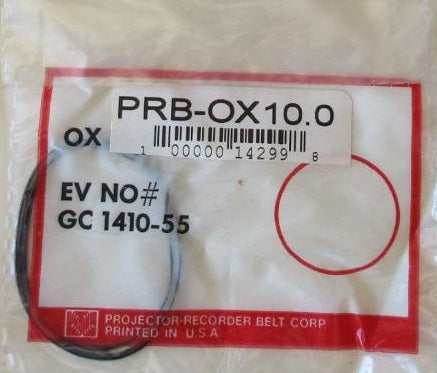 PRB-OX10.0
OX
1 00000 14299 8
EV NO#
GC 1410-55
PROJECTOR-RECORDER BELT CORP
PRINTED IN U.S.A